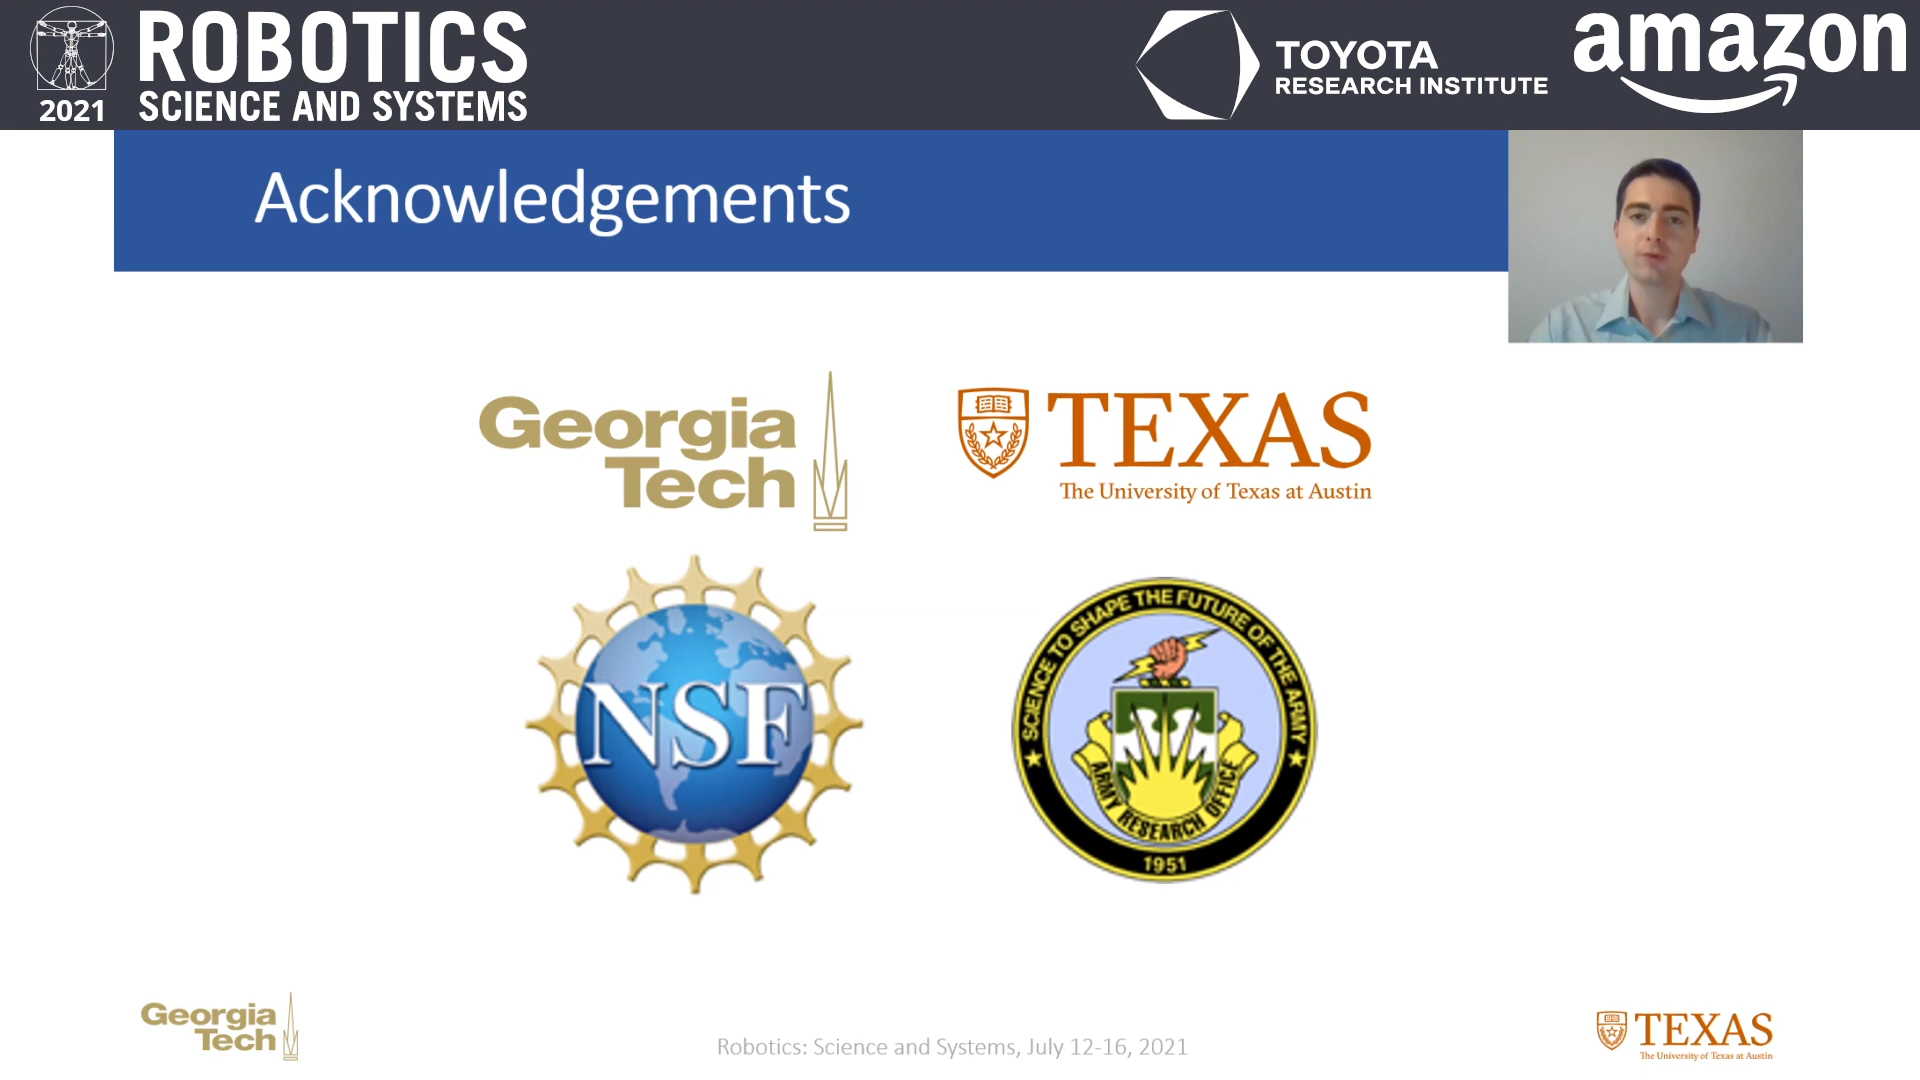 ROBOTICS
2021 SCIENCE AND SYSTEMS
TOYOTA
RESEARCH INSTITUTE
amazon
Acknowledgements
Georgia
Tech
TEXAS
The University of Texas at Austin
NSF
SCIENCE TO SHAPE THE FUTURE OF THE ARMY
ARMY RESEARCH OFFICE
1951
Georgia
Tech
Robotics: Science and Systems, July 12-16, 2021
TEXAS
The University of Texas at Austin